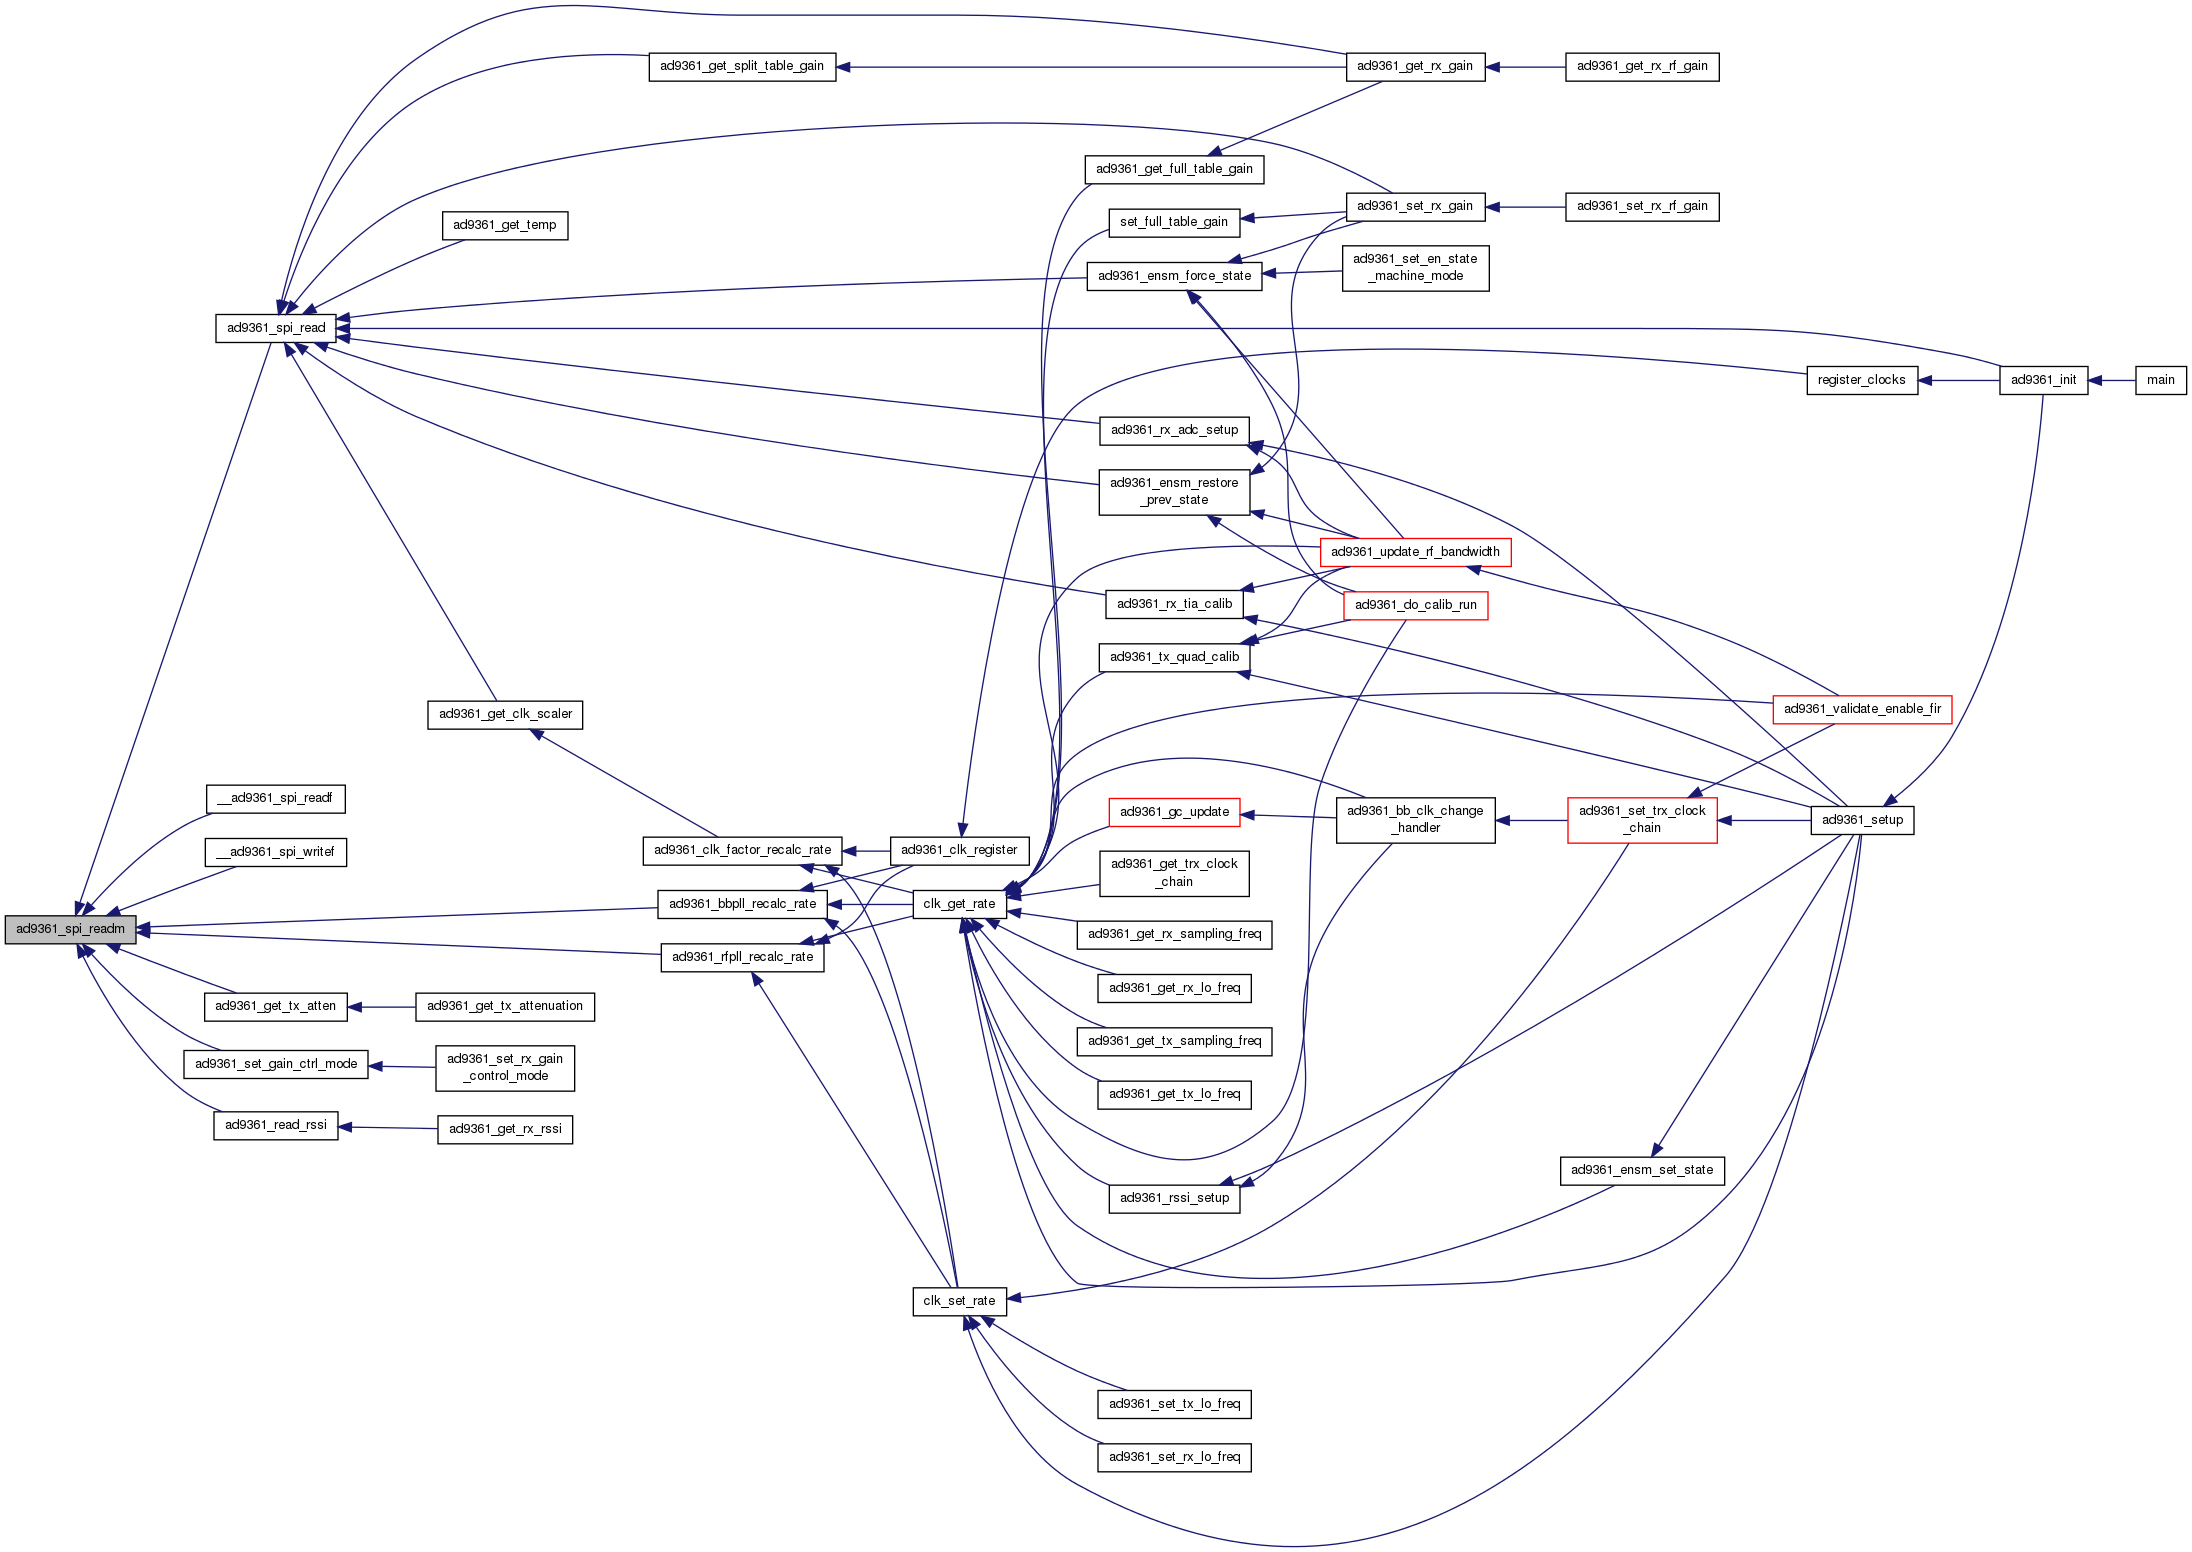 ad9361_get_split_table_gain
ad9361_get_rx_gain
ad9361_get_rx_rf_gain
ad9361_get_full_table_gain
ad9361_get_temp
set_full_table_gain
ad9361_set_rx_gain
ad9361_set_rx_rf_gain
ad9361_ensm_force_state
ad9361_set_en_state
_machine_mode
ad9361_spi_read
register_clocks
ad9361_init
main
ad9361_rx_adc_setup
ad9361_ensm_restore
_prev_state
ad9361_update_rf_bandwidth
ad9361_rx_tia_calib
ad9361_do_calib_run
ad9361_tx_quad_calib
ad9361_get_clk_scaler
ad9361_validate_enable_fir
__ad9361_spi_readf
ad9361_gc_update
ad9361_bb_clk_change
_handler
ad9361_set_trx_clock
_chain
ad9361_setup
__ad9361_spi_writef
ad9361_clk_factor_recalc_rate
ad9361_clk_register
ad9361_get_trx_clock
_chain
ad9361_bbpll_recalc_rate
clk_get_rate
ad9361_spi_readm
ad9361_get_rx_sampling_freq
ad9361_rfpll_recalc_rate
ad9361_get_rx_lo_freq
ad9361_get_tx_atten
ad9361_get_tx_attenuation
ad9361_get_tx_sampling_freq
ad9361_set_gain_ctrl_mode
ad9361_set_rx_gain
_control_mode
ad9361_get_tx_lo_freq
ad9361_read_rssi
ad9361_get_rx_rssi
ad9361_ensm_set_state
ad9361_rssi_setup
clk_set_rate
ad9361_set_tx_lo_freq
ad9361_set_rx_lo_freq